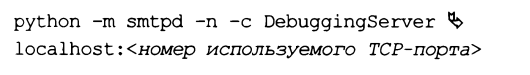 python -m smtpd -n -c DebuggingServer ⮷
localhost:<номер используемого TCP-порта>